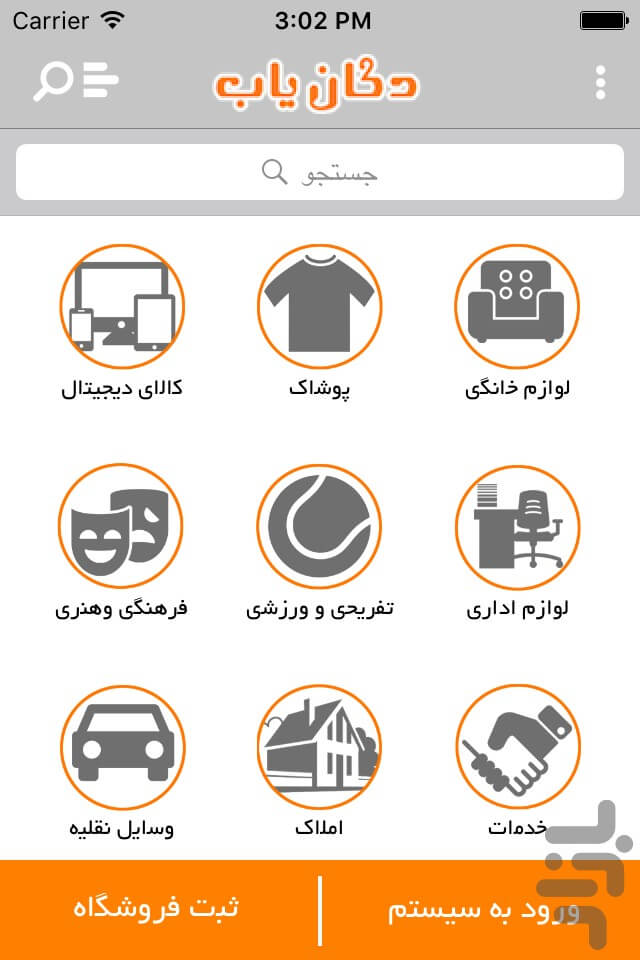 Carrier 3:02 PM
دکان یاب
جستجو
لوازم خانگی
پوشاک
کالای دیجیتال
لوازم اداری
تفریحی و ورزشی
فرهنگی وهنری
خدمات
املاک
وسایل نقلیه
ورود به سیستم
ثبت فروشگاه